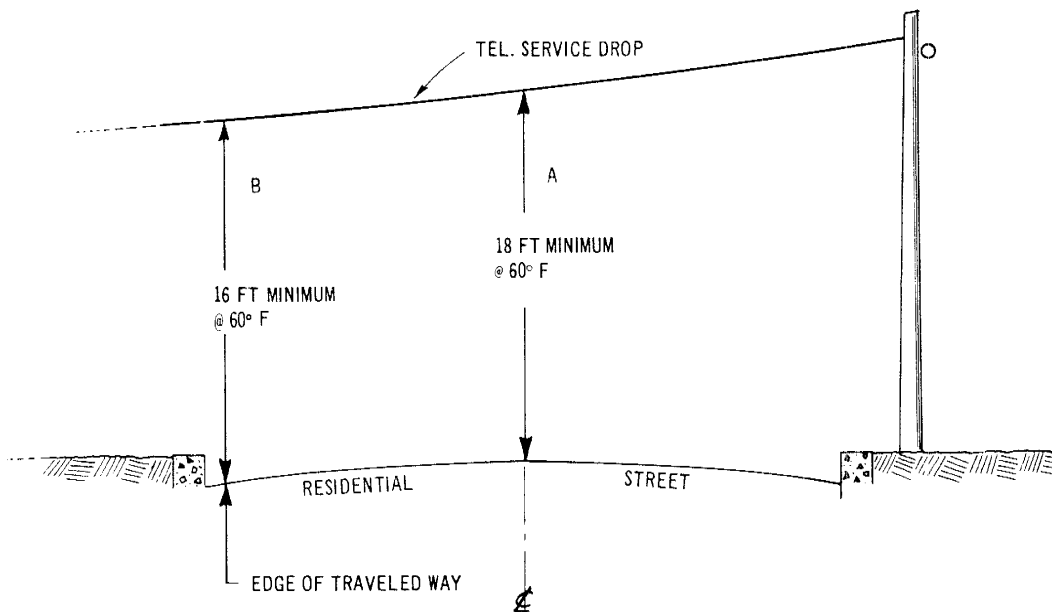 TEL. SERVICE DROP
B
A
18 FT MINIMUM
@ 60° F
16 FT MINIMUM
@ 60° F
RESIDENTIAL STREET
EDGE OF TRAVELED WAY
℄